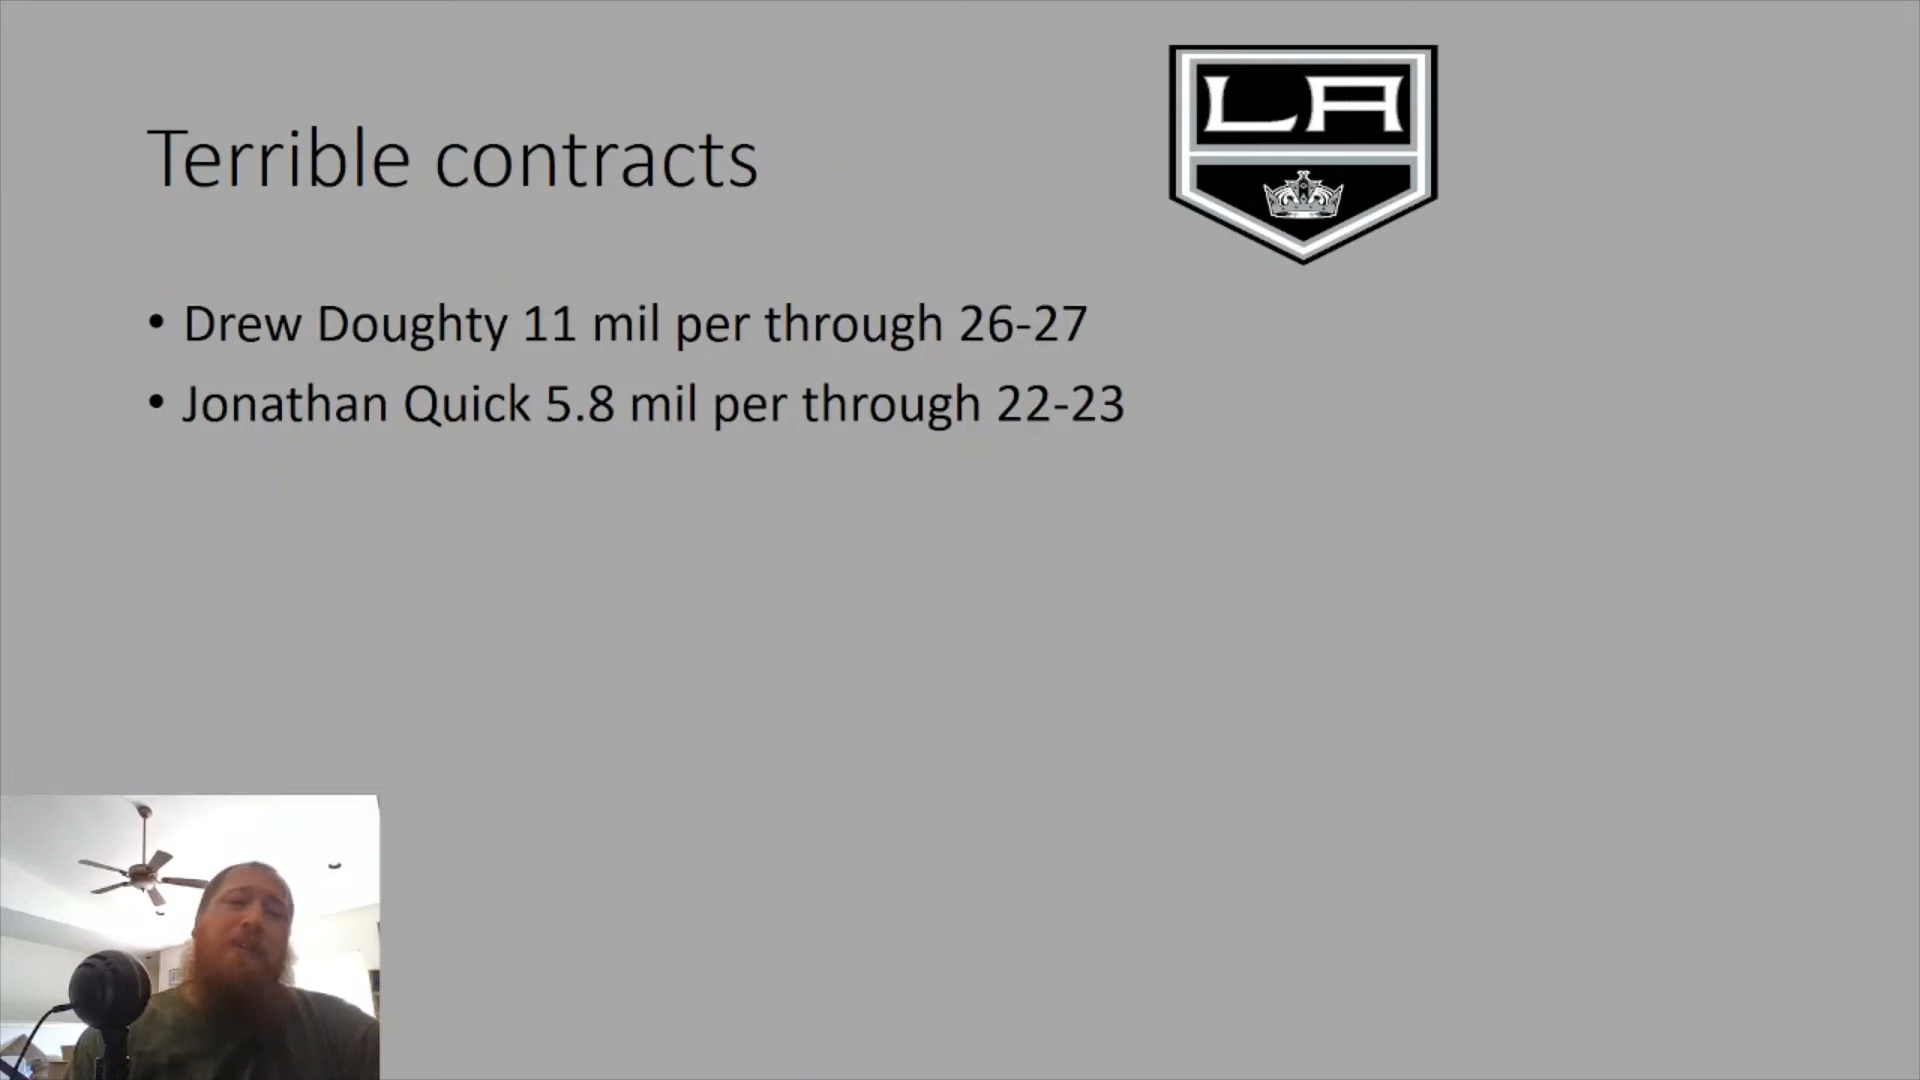 LA
Terrible contracts
• Drew Doughty 11 mil per through 26-27
• Jonathan Quick 5.8 mil per through 22-23